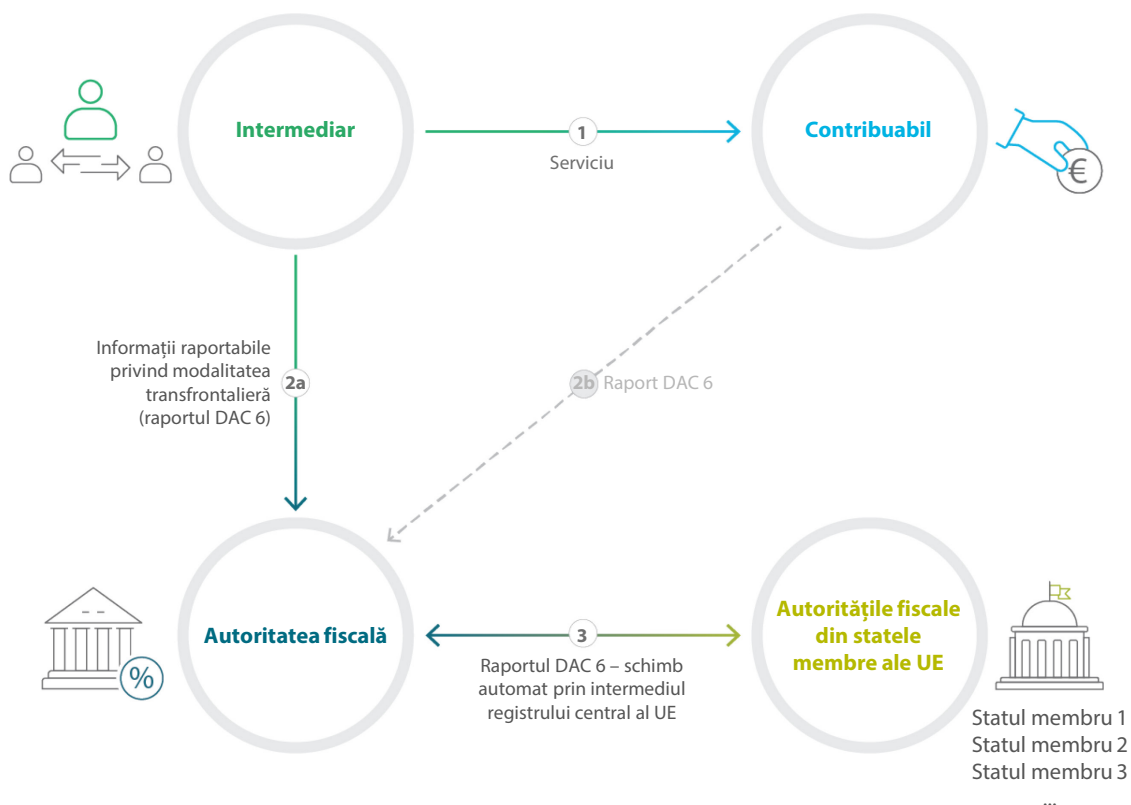 Intermediar
1
Serviciu
Contribuabil
€
Informații raportabile
privind modalitatea
transfrontalieră
(raportul DAC 6)
2a
2b Raport DAC 6
%
Autoritatea fiscală
3
Raportul DAC 6 – schimb
automat prin intermediul
registrului central al UE
Autoritățile fiscale
din statele
membre ale UE
Statul membru 1
Statul membru 2
Statul membru 3
...